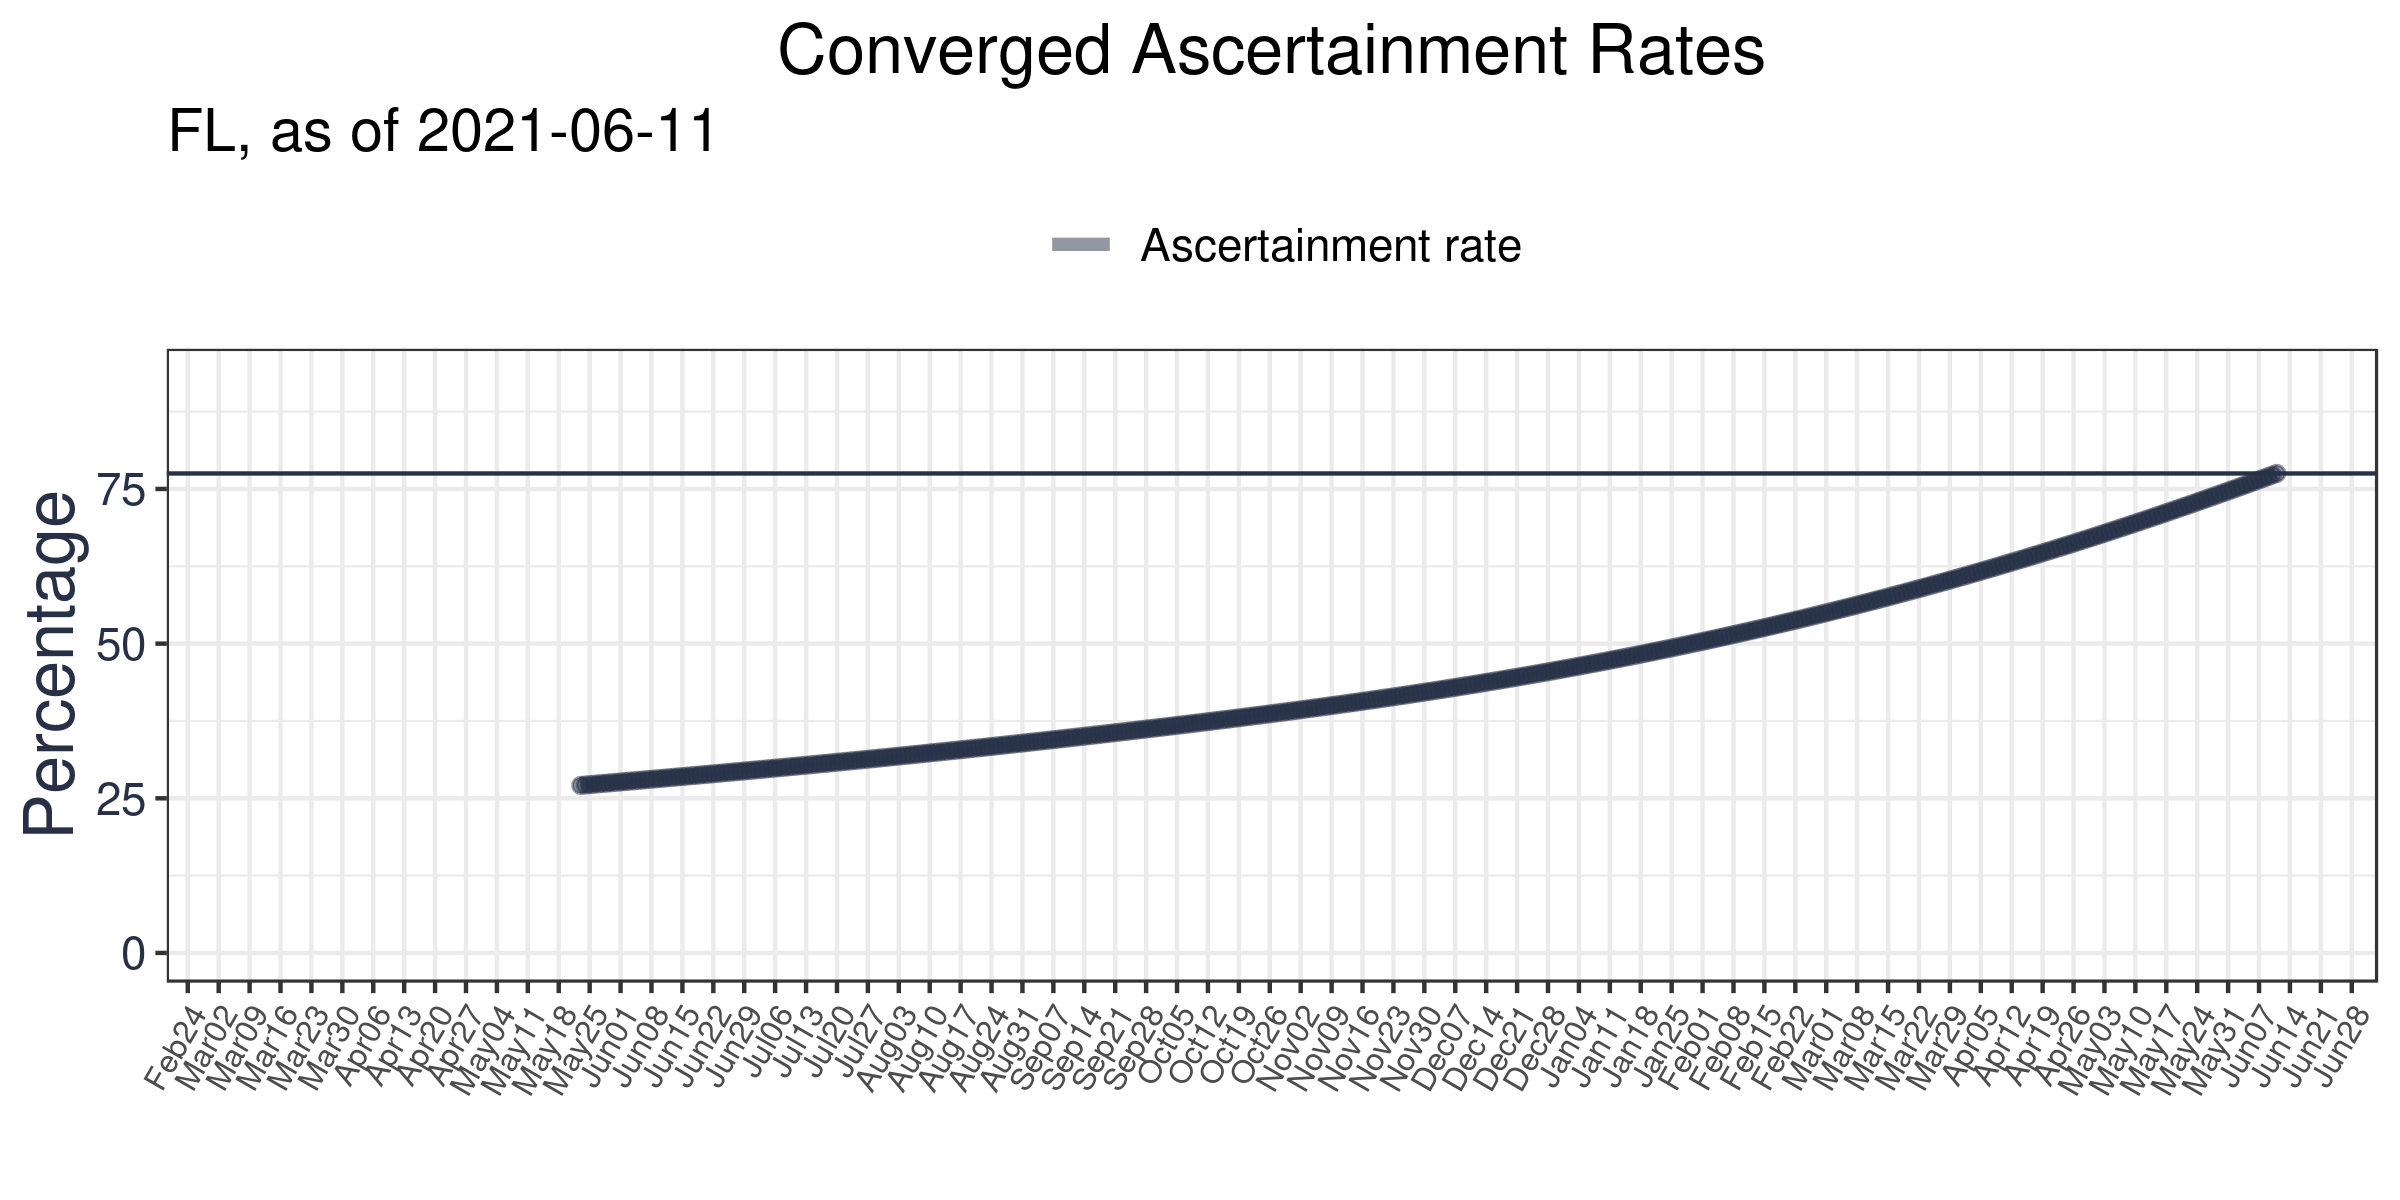 Converged Ascertainment Rates
FL, as of 2021-06-11
Ascertainment rate
Percentage
75
50
25
0
Feb24
Mar02
Mar09
Mar16
Mar23
Mar30
Apr06
Apr13
Apr20
Apr27
May04
May11
May18
May25
Jun01
Jun08
Jun15
Jun22
Jun29
Jul06
Jul13
Jul20
Jul27
Aug03
Aug10
Aug17
Aug24
Aug31
Sep07
Sep14
Sep21
Sep28
Oct05
Oct12
Oct19
Oct26
Nov02
Nov09
Nov16
Nov23
Nov30
Dec07
Dec14
Dec21
Dec28
Jan04
Jan11
Jan18
Jan25
Feb01
Feb08
Feb15
Feb22
Mar01
Mar08
Mar15
Mar22
Mar29
Apr05
Apr12
Apr19
Apr26
May03
May10
May17
May24
May31
Jun07
Jun14
Jun21
Jun28